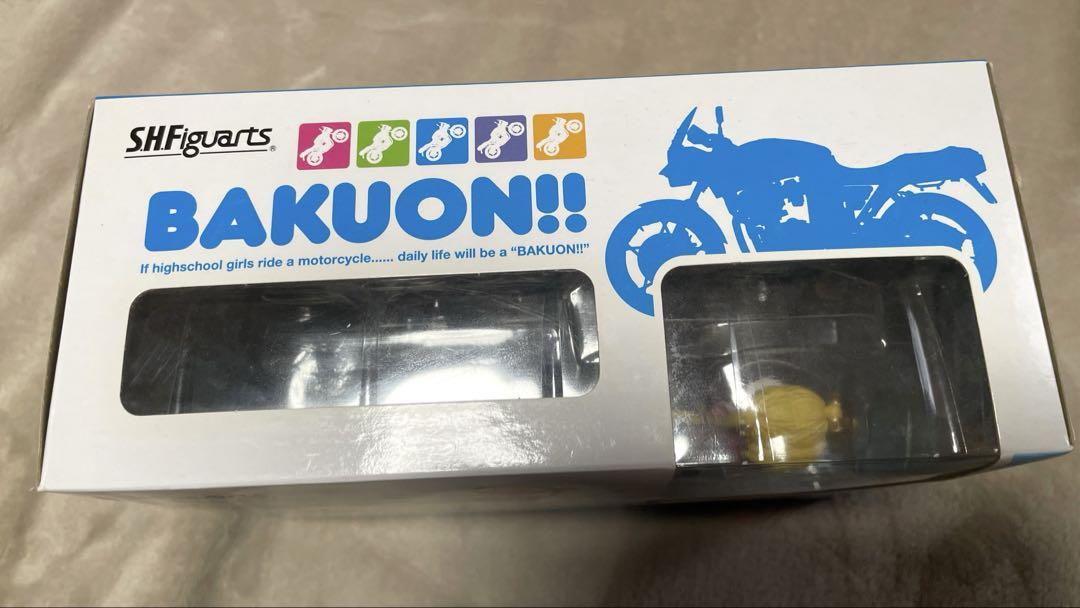 S.H.Figuarts®
BAKUON!!
If highschool girls ride a motorcycle...... daily life will be a “BAKUON!!”